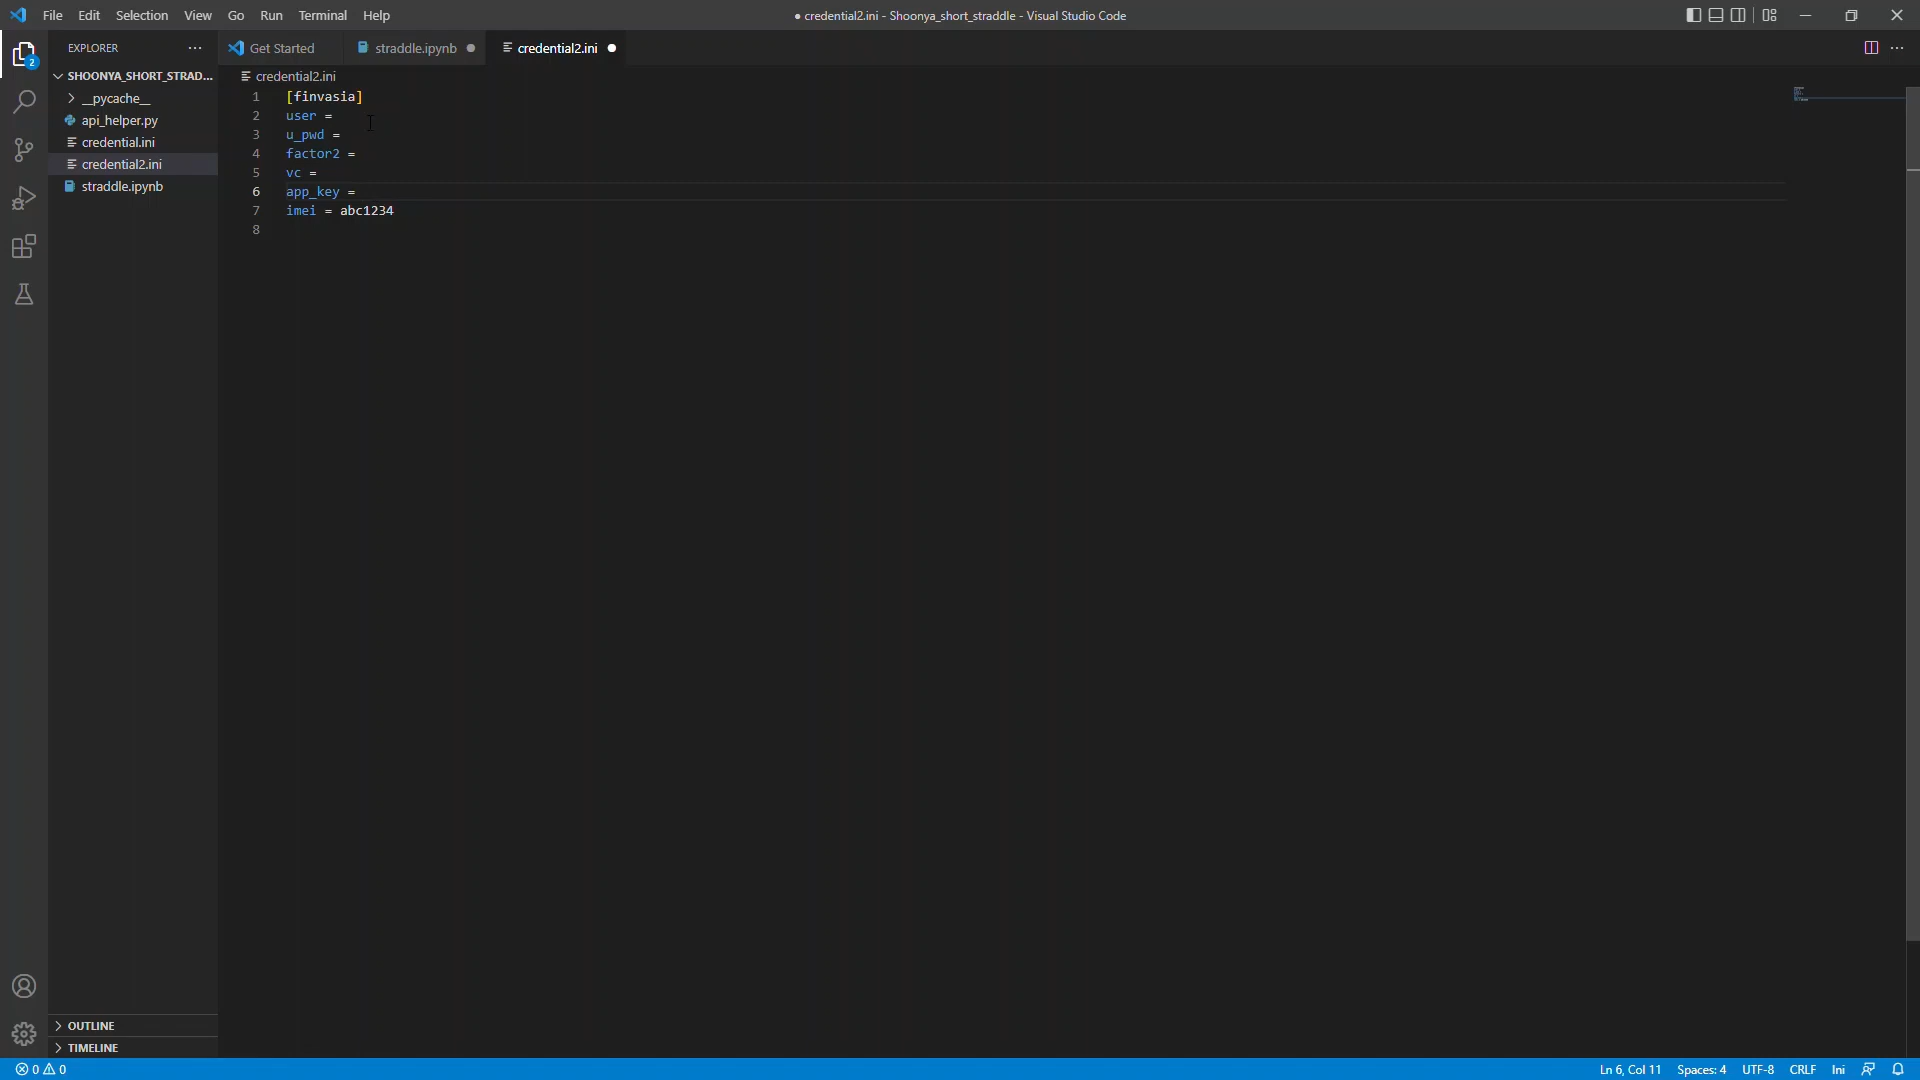 File Edit Selection View Go Run Terminal Help
● credential2.ini - Shoonya_short_straddle - Visual Studio Code
EXPLORER ···
Get Started straddle.ipynb ● credential2.ini ●
2
SHOONYA_SHORT_STRAD...
__pycache__
api_helper.py
credential.ini
credential2.ini
straddle.ipynb
credential2.ini
1 [finvasia]
2 user =
3 u_pwd =
4 factor2 =
5 vc =
6 app_key =
7 imei = abc1234
8
OUTLINE
TIMELINE
0 0
Ln 6, Col 11 Spaces: 4 UTF-8 CRLF Ini